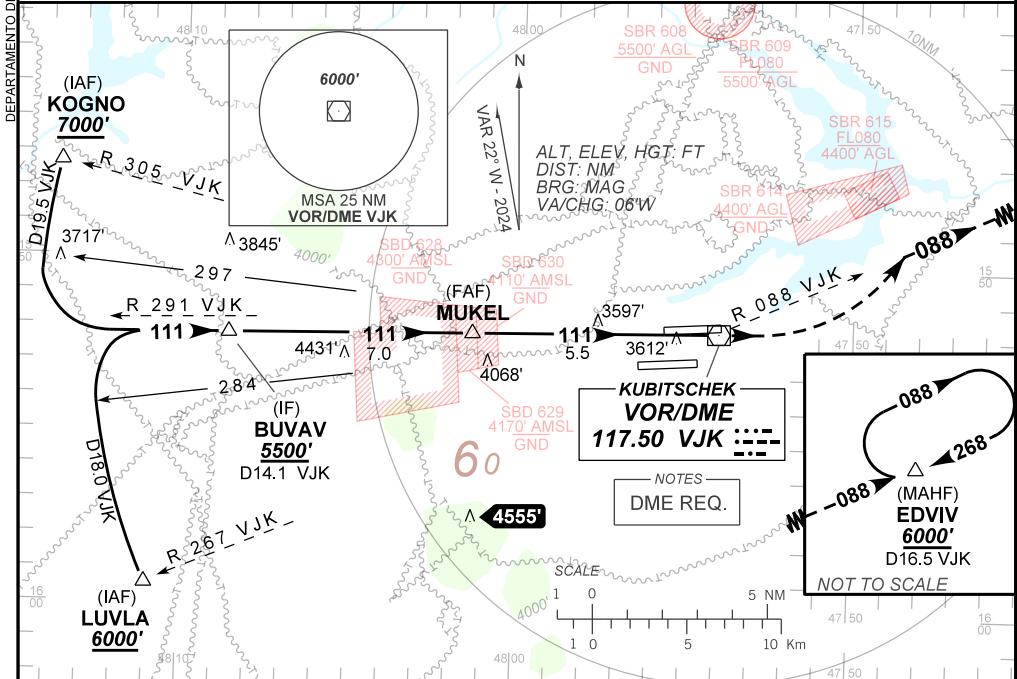 DEPARTAMENTO
48 10
48 00
47 50
10NM
(IAF)
KOGNO
7000'
R 305 VJK
D19.5 VJK
6000'
MSA 25 NM
VOR/DME VJK
N
VAR 22° W - 2024
ALT, ELEV, HGT: FT
DIST: NM
BRG: MAG
VA/CHG: 06'W
SBR 608
5500' AGL
GND
SBR 609
FL080
5500' AGL
SBR 615
FL080
4400' AGL
SBR 614
4400' AGL
GND
3717'
3845'
4000'
297
SBD 628
4300' AMSL
GND
SBD 630
4110' AMSL
GND
15
50
R 291 VJK
111
(FAF)
MUKEL
111
7.0
111
5.5
3597'
3612'
R 088 VJK
088
15
50
4431'
4068'
284
(IF)
BUVAV
5500'
D14.1 VJK
SBD 629
4170' AMSL
GND
60
KUBITSCHEK
VOR/DME
117.50 VJK
NOTES
DME REQ.
D18.0 VJK
R 267 VJK
(IAF)
LUVLA
6000'
4555'
4000'
47 50
088
268
088
(MAHF)
EDVIV
6000'
D16.5 VJK
NOT TO SCALE
SCALE
1 0 5 NM
1 0 5 10 Km
16
00
16
00
48 10
48 00
47 50
47 50